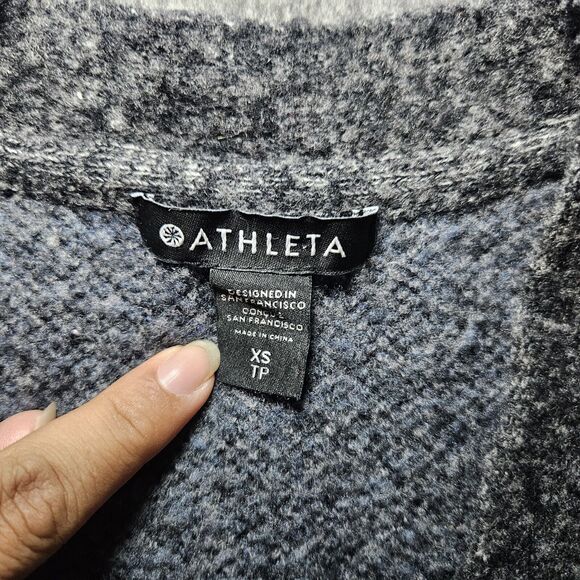 ATHLETA
DESIGNED IN
SAN FRANCISCO
CONÇU À
SAN FRANCISCO
MADE IN CHINA
XS
TP